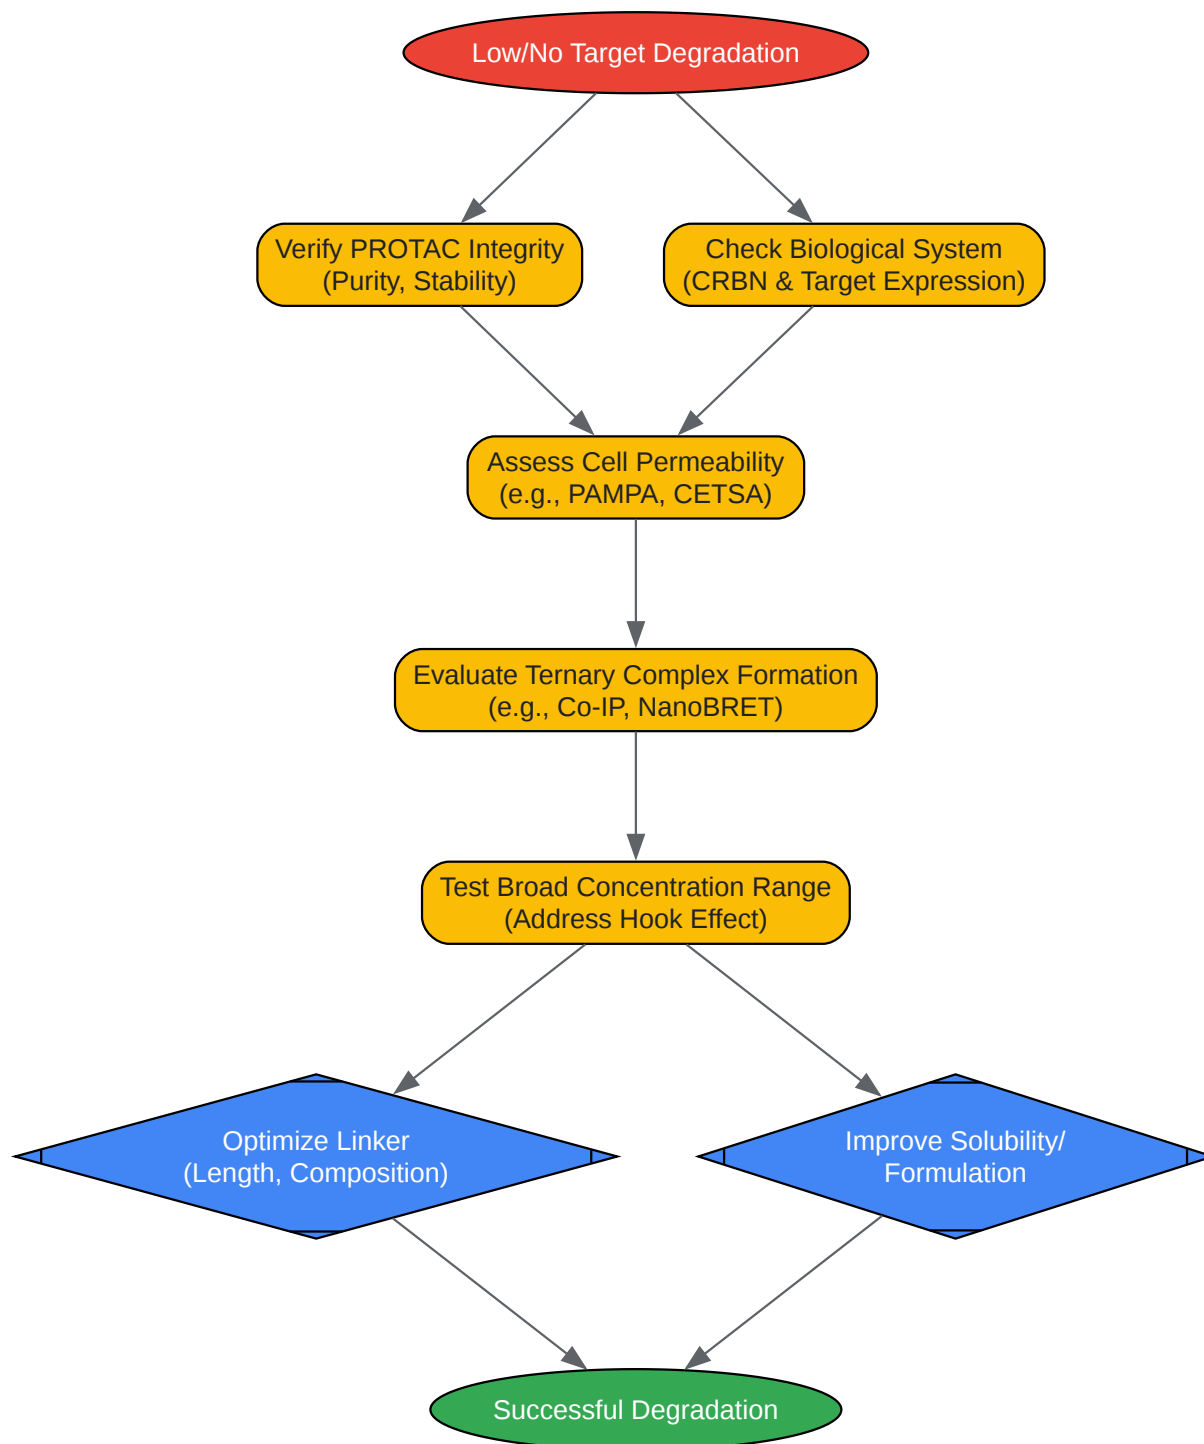 Low/No Target Degradation
Verify PROTAC Integrity
(Purity, Stability)
Check Biological System
(CRBN & Target Expression)
Assess Cell Permeability
(e.g., PAMPA, CETSA)
Evaluate Ternary Complex Formation
(e.g., Co-IP, NanoBRET)
Test Broad Concentration Range
(Address Hook Effect)
Optimize Linker
(Length, Composition)
Improve Solubility/
Formulation
Successful Degradation